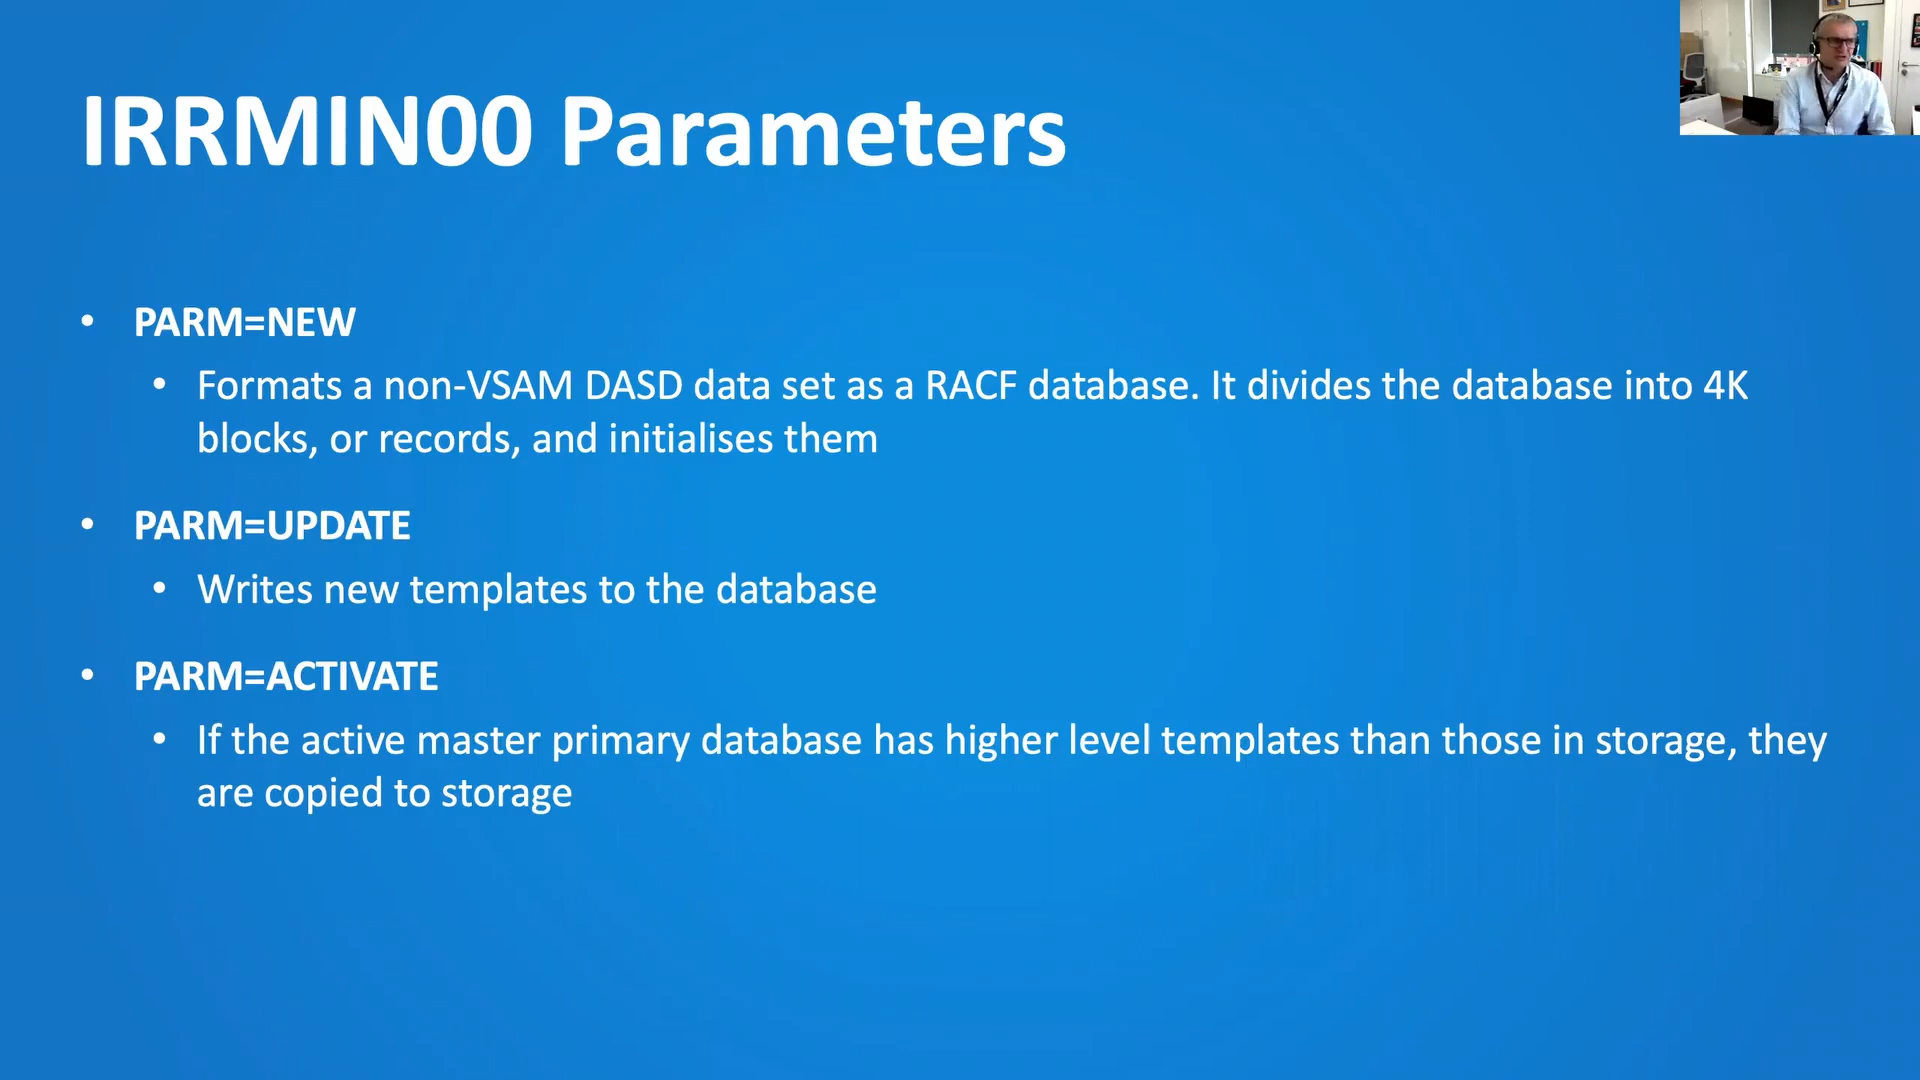 IRRMIN00 Parameters
• PARM=NEW
• Formats a non-VSAM DASD data set as a RACF database. It divides the database into 4K
blocks, or records, and initialises them
• PARM=UPDATE
• Writes new templates to the database
• PARM=ACTIVATE
• If the active master primary database has higher level templates than those in storage, they
are copied to storage